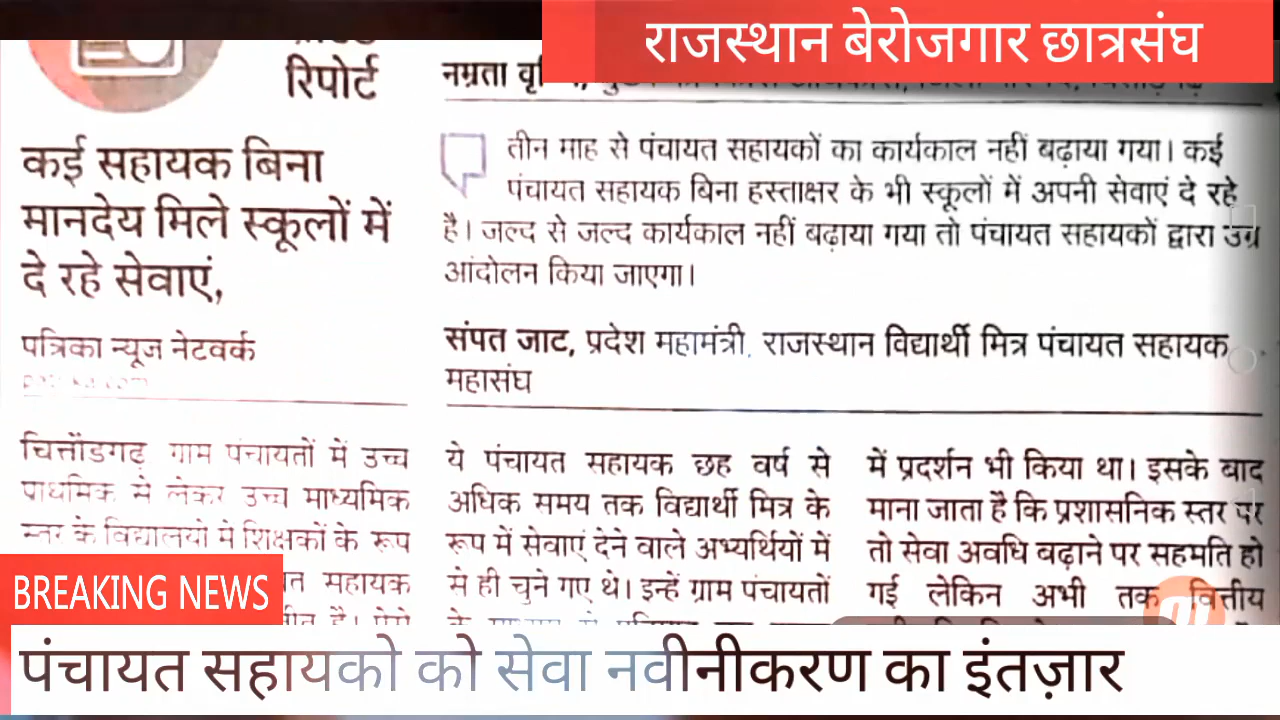 राजस्थान बेरोजगार छात्रसंघ
रिपोर्ट
कई सहायक बिना
मानदेय मिले स्कूलों में
दे रहे सेवाएं,
पत्रिका न्यूज नेटवर्क
चित्तौडगढ़ ग्राम पंचायतों में उच्च
प्राथमिक से लेकर उच्च माध्यमिक
स्तर के विद्यालयों में शिक्षकों के रूप
नम्रता
तीन माह से पंचायत सहायकों का कार्यकाल नहीं बढ़ाया गया। कई
पंचायत सहायक बिना हस्ताक्षर के भी स्कूलों में अपनी सेवाएं दे रहे
है। जल्द से जल्द कार्यकाल नहीं बढ़ाया गया तो पंचायत सहायकों द्वारा उग्र
आंदोलन किया जाएगा।
संपत जाट, प्रदेश महामंत्री, राजस्थान विद्यार्थी मित्र पंचायत सहायक
महासंघ
ये पंचायत सहायक छह वर्ष से
अधिक समय तक विद्यार्थी मित्र के
रूप में सेवाएं देने वाले अभ्यर्थियों में
से ही चुने गए थे। इन्हें ग्राम पंचायतों
में प्रदर्शन भी किया था। इसके बाद
माना जाता है कि प्रशासनिक स्तर पर
तो सेवा अवधि बढ़ाने पर सहमति हो
गई लेकिन अभी तक वित्तीय
BREAKING NEWS
पंचायत सहायको को सेवा नवीनीकरण का इंतज़ार